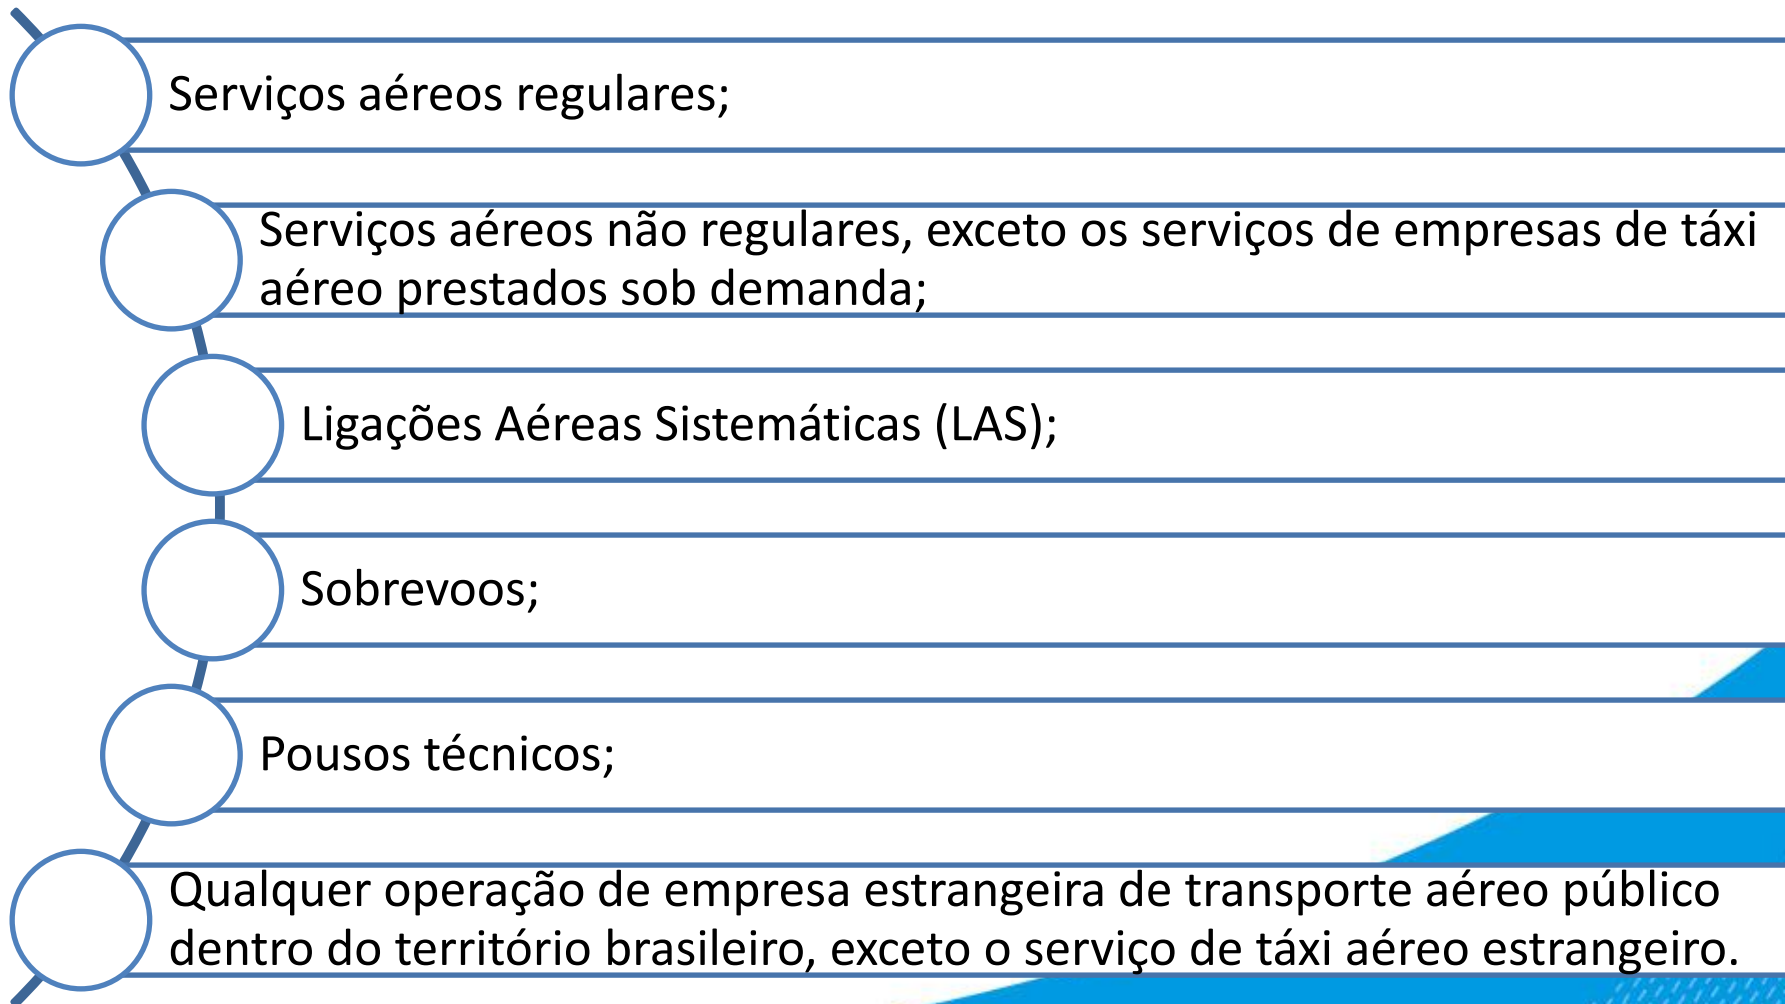 Serviços aéreos regulares;
Serviços aéreos não regulares, exceto os serviços de empresas de táxi
aéreo prestados sob demanda;
Ligações Aéreas Sistemáticas (LAS);
Sobrevoos;
Pousos técnicos;
Qualquer operação de empresa estrangeira de transporte aéreo público
dentro do território brasileiro, exceto o serviço de táxi aéreo estrangeiro.